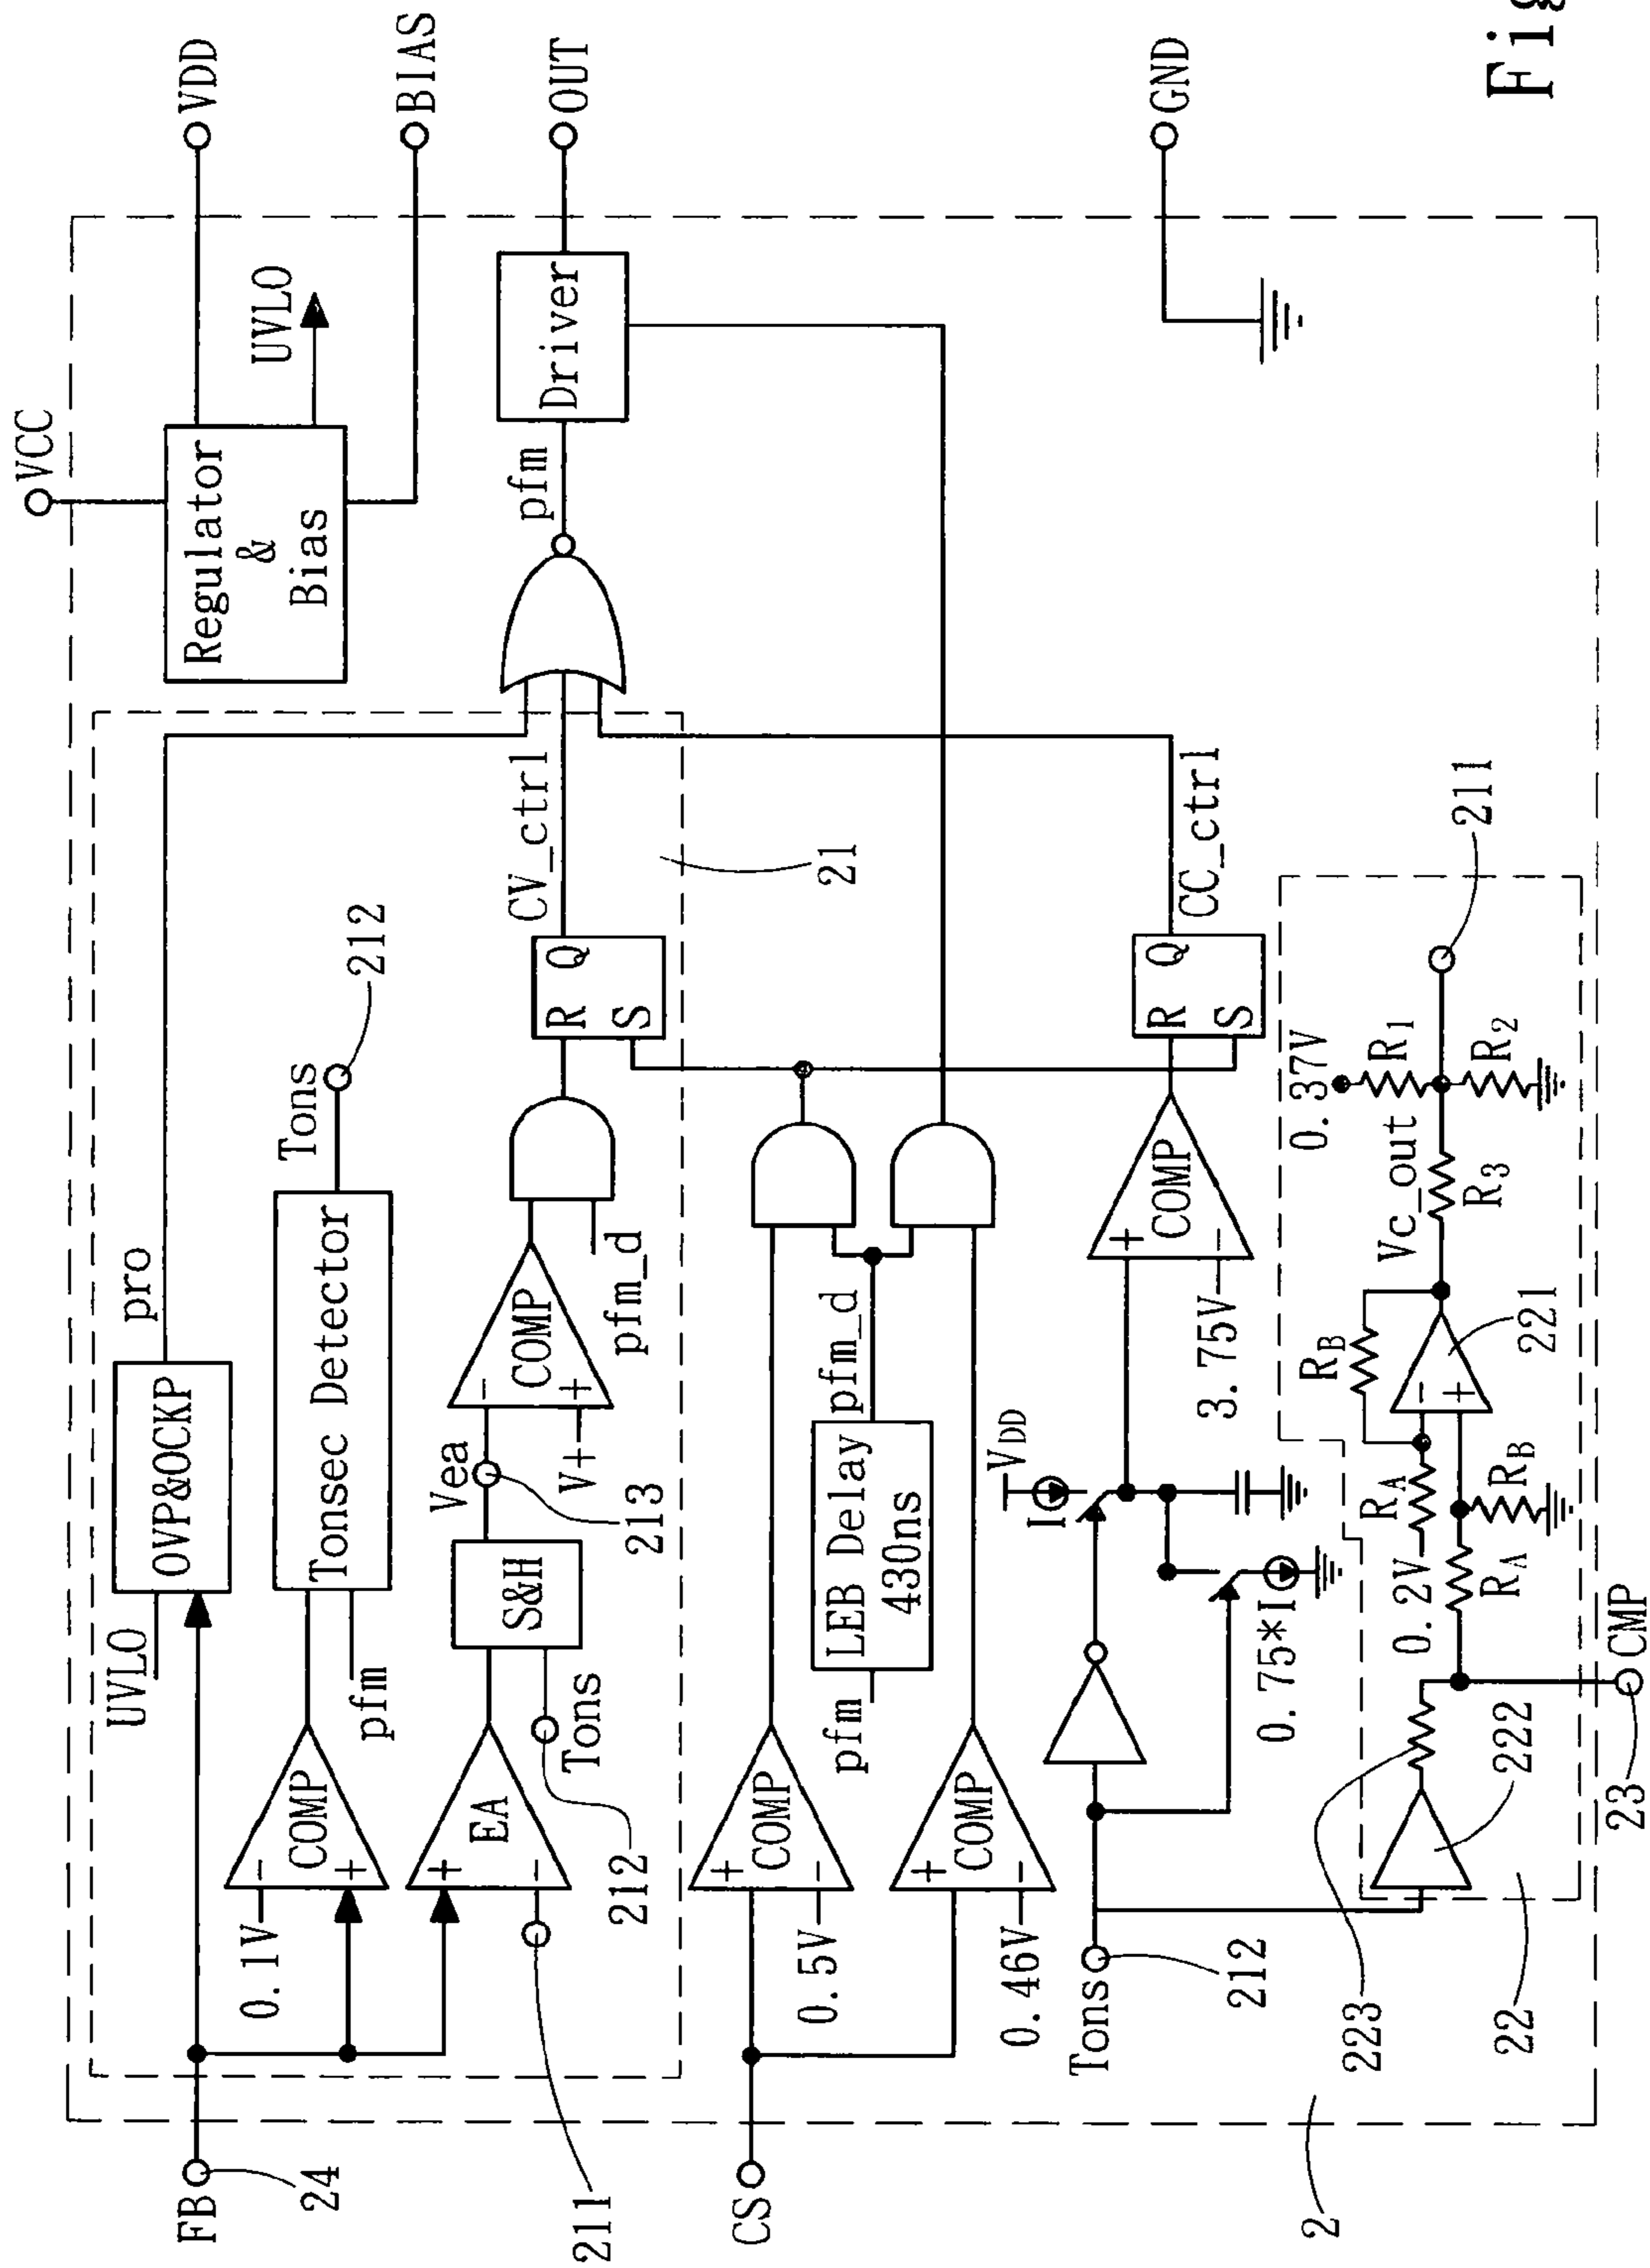 VCC
VDD
BIAS
OUT
GND
Regulator
&
Bias
UVLO
Driver
pfm
pro
OVP&OCKP
UVLO
FB
24
0.1V
COMP
-
+
pfm
Tonsec Detector
Tons
212
EA
+
-
211
Tons
212
S&H
Vea
213
COMP
-
+
V+
pfm_d
R Q
S
CV_ctrl
21
CS
COMP
+
-
0.5V
COMP
+
-
0.46V
pfm
LEB Delay
430ns
pfm_d
Tons
212
VDD
I
0.75*I
COMP
+
-
3.75V
R Q
S
CC_ctrl
222
223
23
CMP
0.2V
RA
RA
RB
RB
-
+
221
Vc_out
R3
0.37V
R1
R2
211
22
2
Fig